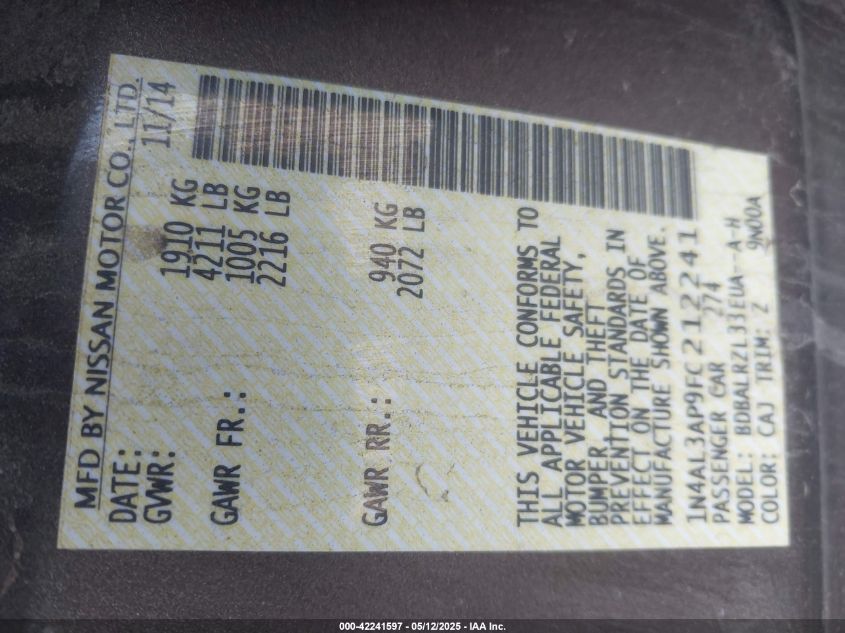 MFD BY NISSAN MOTOR CO., LTD.
DATE: 11/14
GVWR: 1910 KG
4211 LB
GAWR FR.: 1005 KG
2216 LB
GAWR RR.: 940 KG
2072 LB
THIS VEHICLE CONFORMS TO
ALL APPLICABLE FEDERAL
MOTOR VEHICLE SAFETY,
BUMPER, AND THEFT
PREVENTION STANDARDS IN
EFFECT ON THE DATE OF
MANUFACTURE SHOWN ABOVE.
1N4AL3AP9FC212241
PASSENGER CAR 274
MODEL: BDBALRZL33EUA--A-H
COLOR: CAJ TRIM: Z 9N00A
000-42241597 - 05/12/2025 - IAA Inc.